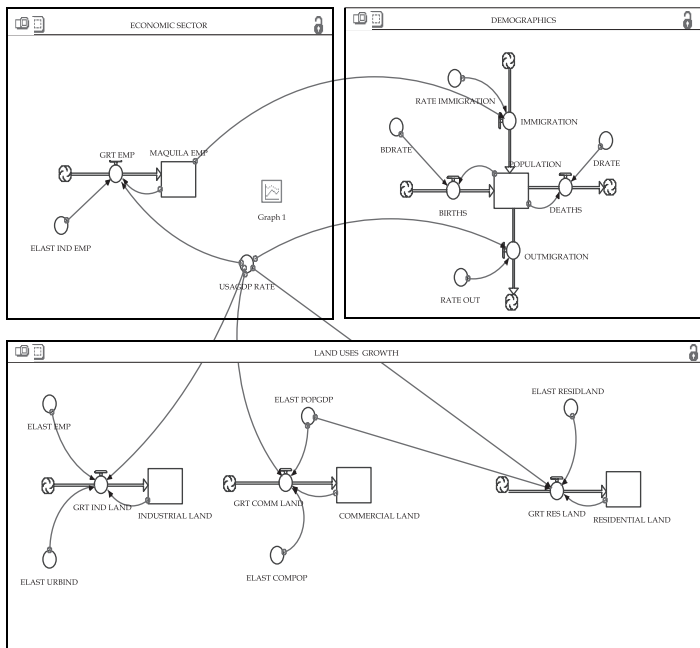 ECONOMIC SECTOR
GRT EMP
MAQUILA EMP
ELAST IND EMP
Graph 1
USAGDP RATE
DEMOGRAPHICS
RATE IMMIGRATION
IMMIGRATION
BDRATE
POPULATION
DRATE
BIRTHS
DEATHS
OUTMIGRATION
RATE OUT
LAND USES GROWTH
ELAST EMP
ELAST POPGDP
ELAST RESIDLAND
GRT IND LAND
INDUSTRIAL LAND
GRT COMM LAND
COMMERCIAL LAND
GRT RES LAND
RESIDENTIAL LAND
ELAST URBIND
ELAST COMPOP